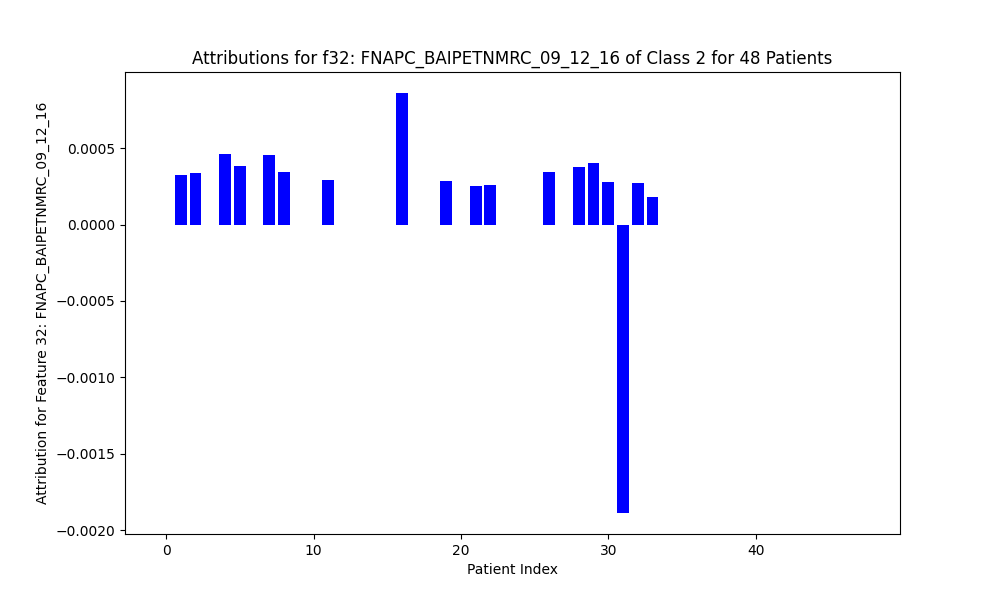 Attributions for f32: FNAPC_BAIPETNMRC_09_12_16 of Class 2 for 48 Patients
Attribution for Feature 32: FNAPC_BAIPETNMRC_09_12_16
0.0005
0.0000
−0.0005
−0.0010
−0.0015
−0.0020
0 10 20 30 40
Patient Index